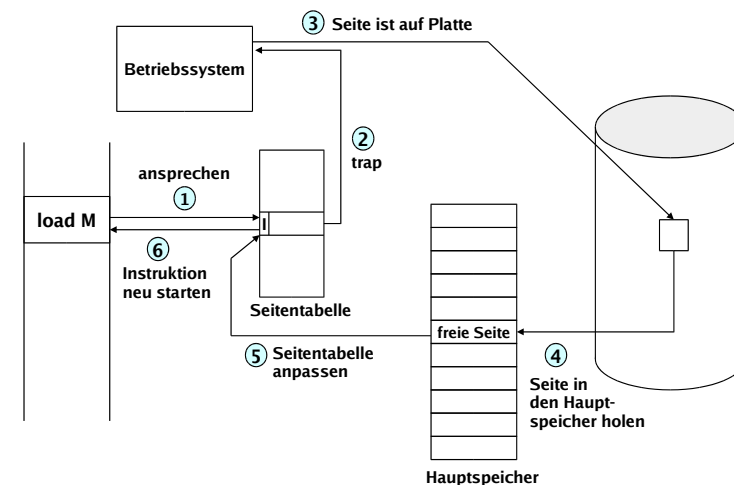 3 Seite ist auf Platte
Betriebssystem
2
trap
ansprechen
1
load M
I
6
Instruktion
neu starten
Seitentabelle
freie Seite
5 Seitentabelle
anpassen
4
Seite in
den Haupt-
speicher holen
Hauptspeicher